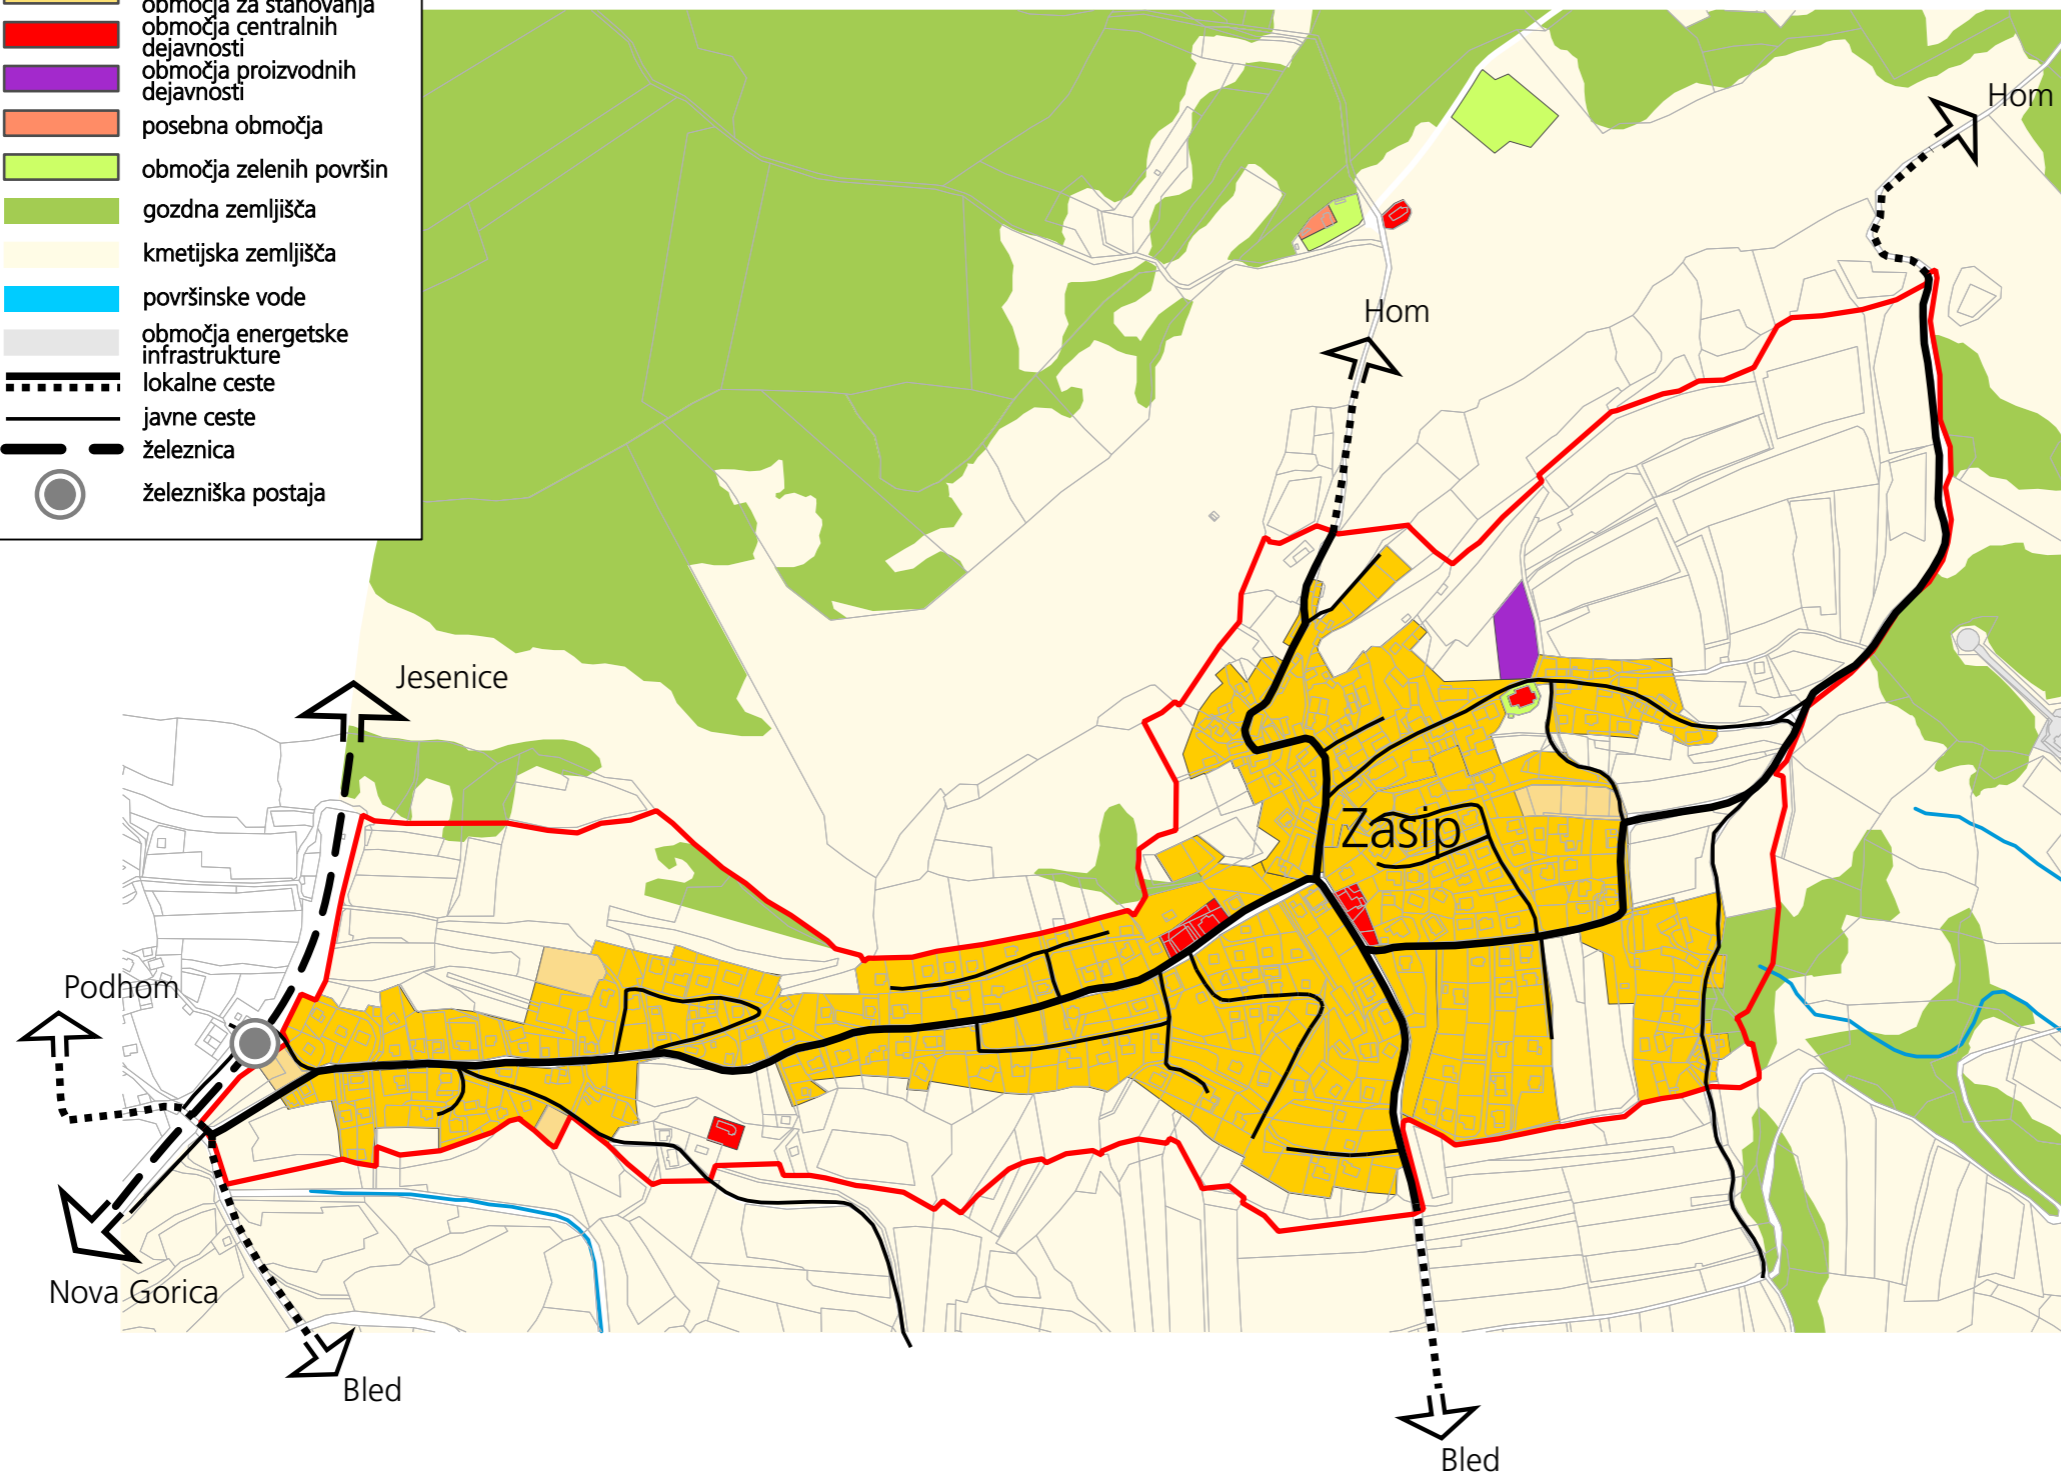 območja za stanovanja
območja centralnih
dejavnosti
območja proizvodnih
dejavnosti
posebna območja
območja zelenih površin
gozdna zemljišča
kmetijska zemljišča
površinske vode
območja energetske
infrastrukture
lokalne ceste
javne ceste
železnica
železniška postaja
Hom
Hom
Jesenice
Zasip
Podhom
Nova Gorica
Bled
Bled